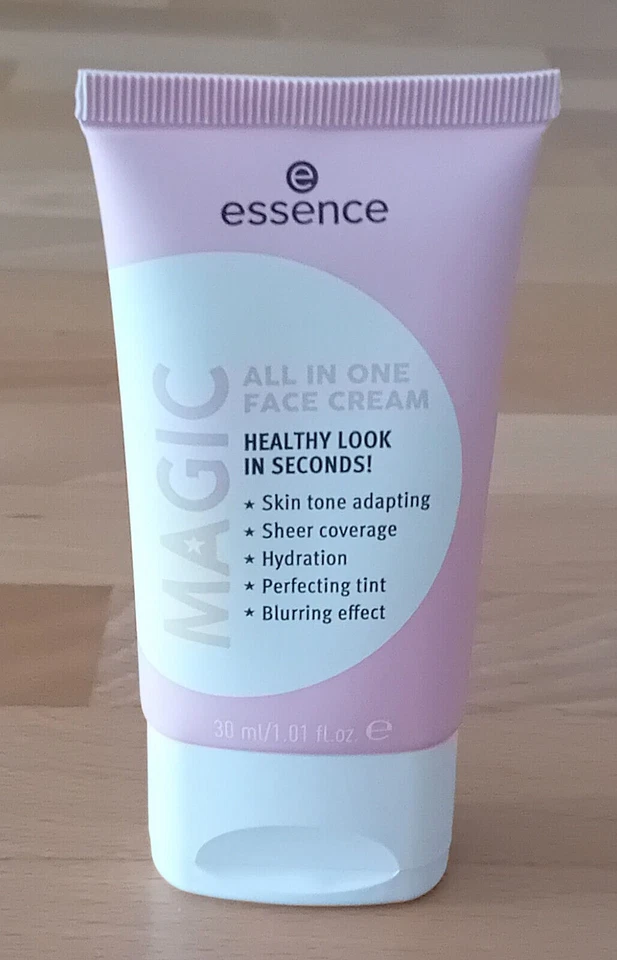 e
essence
MAGIC
ALL IN ONE
FACE CREAM
HEALTHY LOOK
IN SECONDS!
★ Skin tone adapting
★ Sheer coverage
★ Hydration
★ Perfecting tint
★ Blurring effect
30 ml/1.01 fl.oz. ℮